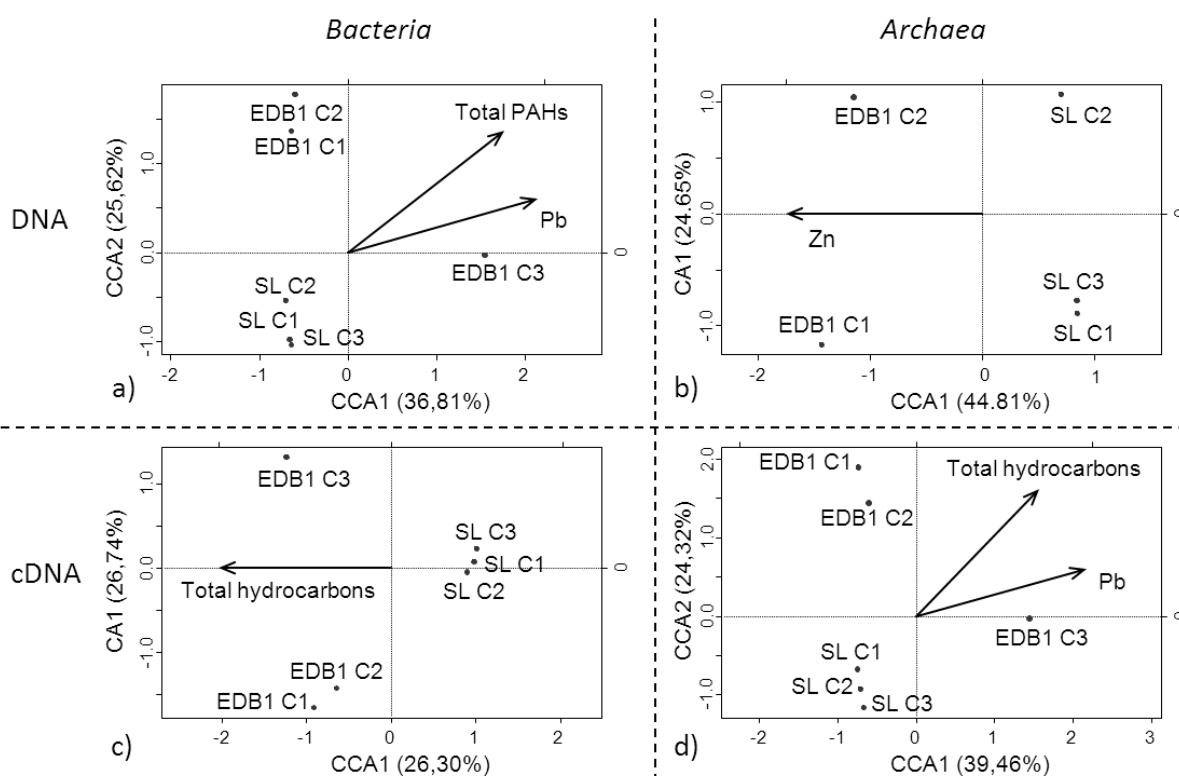 Bacteria
Archaea
DNA
cDNA
EDB1 C2
EDB1 C1
Total PAHs
Pb
EDB1 C3
SL C2
SL C1
SL C3
CCA2 (25,62%)
1.0
0.0
-1.0
-2
-1
0
1
2
0
a)
CCA1 (36,81%)
EDB1 C2
SL C2
Zn
SL C3
SL C1
EDB1 C1
CA1 (24.65%)
1.0
0.0
-1.0
-2
-1
0
1
b)
CCA1 (44.81%)
EDB1 C3
SL C3
SL C1
SL C2
Total hydrocarbons
EDB1 C2
EDB1 C1
CA1 (26,74%)
1.0
0.0
-1.0
-2
-1
0
1
2
0
c)
CCA1 (26,30%)
EDB1 C1
Total hydrocarbons
EDB1 C2
Pb
EDB1 C3
SL C1
SL C2
SL C3
CCA2 (24,32%)
2.0
1.0
0.0
-1.0
-2
-1
0
1
2
3
d)
CCA1 (39,46%)